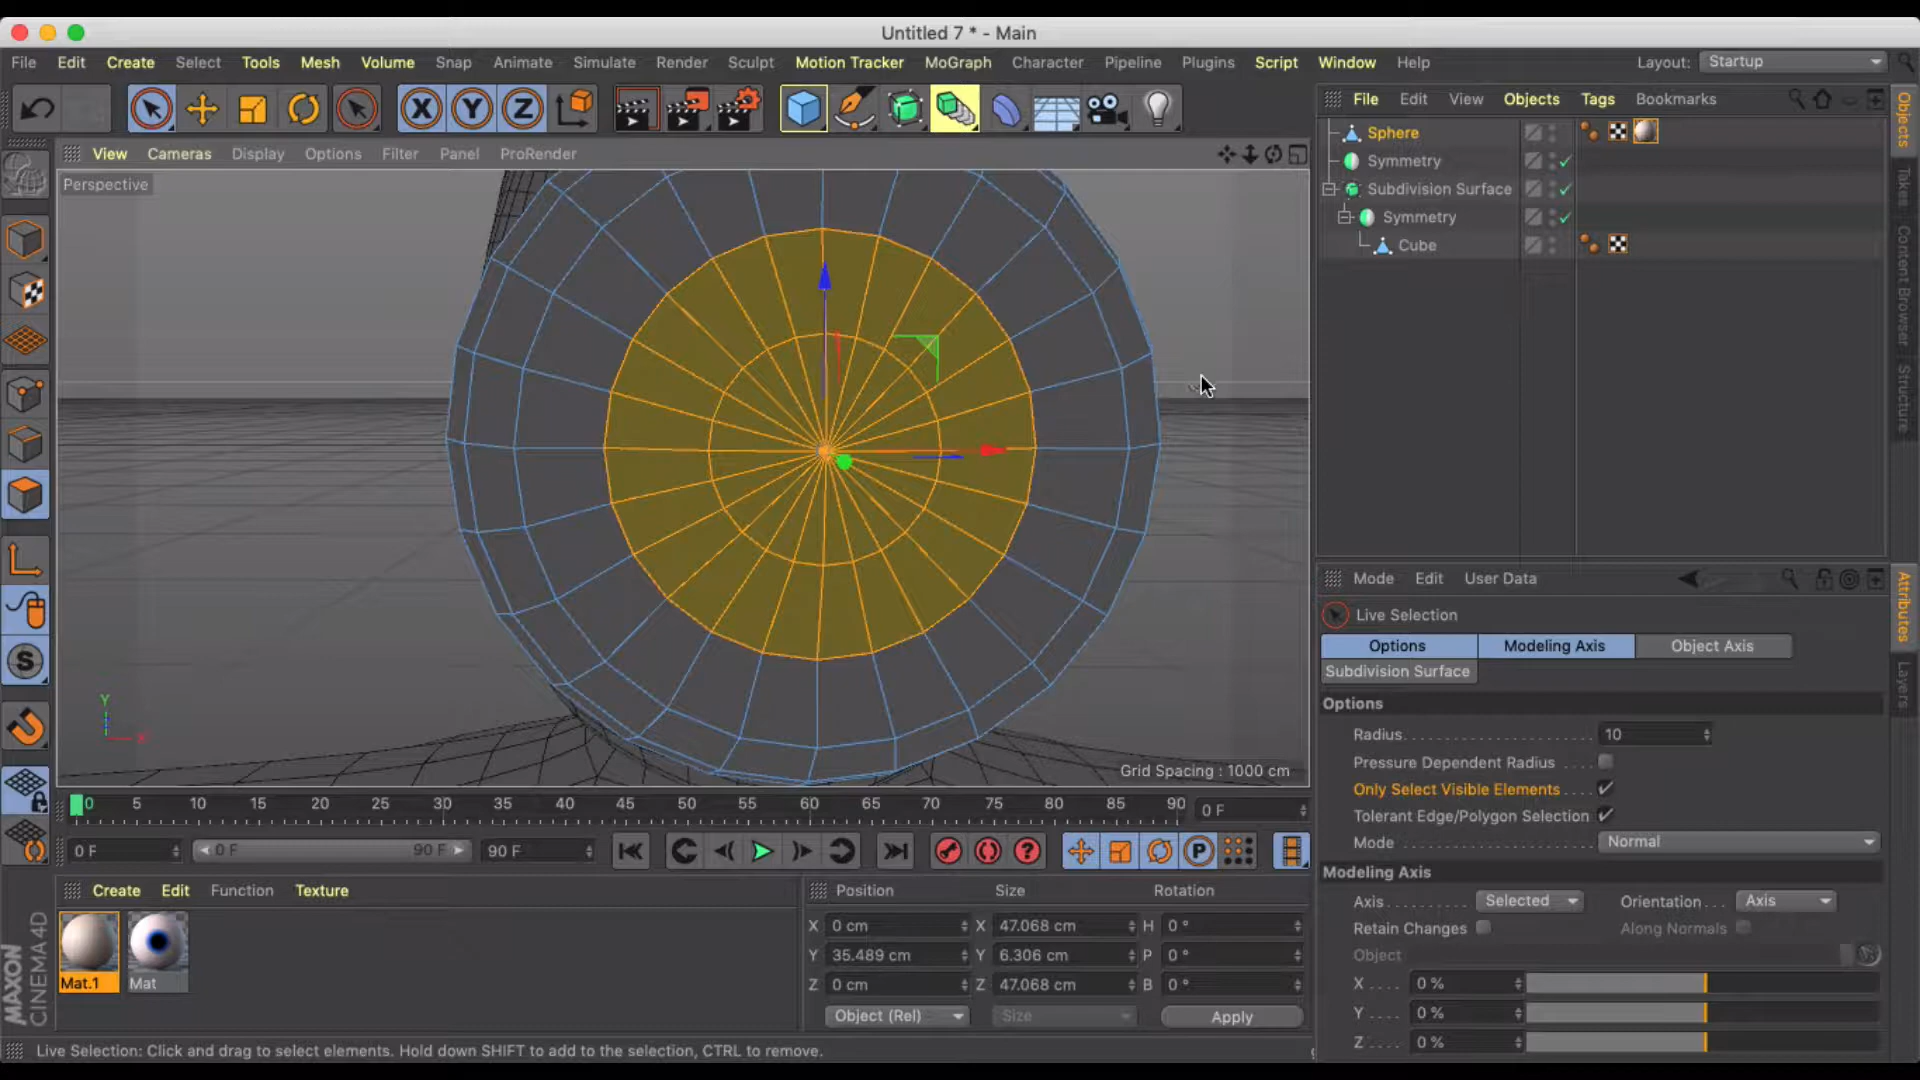 Untitled 7 * - Main
File Edit Create Select Tools Mesh Volume Snap Animate Simulate Render Sculpt Motion Tracker MoGraph Character Pipeline Plugins Script Window Help Layout: Startup
X Y Z
File Edit View Objects Tags Bookmarks
View Cameras Display Options Filter Panel ProRender
Perspective
Sphere
Symmetry
Subdivision Surface
Symmetry
Cube
Objects
Takes
Content Browser
Structure
Y
X
Grid Spacing : 1000 cm
Mode Edit User Data
Live Selection
Options Modeling Axis Object Axis
Subdivision Surface
Options
Radius 10
Pressure Dependent Radius
Only Select Visible Elements
Tolerant Edge/Polygon Selection
Mode Normal
Modeling Axis
Axis Selected Orientation Axis
Retain Changes Along Normals
Object
X 0 %
Y 0 %
Z 0 %
Attributes
Layers
S
0 5 10 15 20 25 30 35 40 45 50 55 60 65 70 75 80 85 90 0 F
0 F 0 F 90 F 90 F P
Create Edit Function Texture
Mat.1 Mat
Position Size Rotation
X 0 cm X 47.068 cm H 0 °
Y 35.489 cm Y 6.306 cm P 0 °
Z 0 cm Z 47.068 cm B 0 °
Object (Rel) Size Apply
MAXON
CINEMA 4D
Live Selection: Click and drag to select elements. Hold down SHIFT to add to the selection, CTRL to remove.